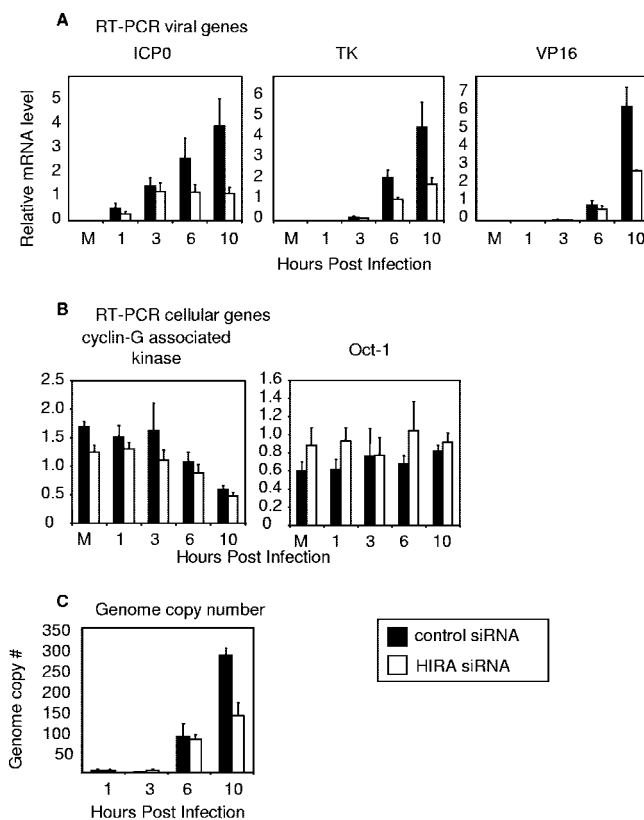 A RT-PCR viral genes
ICP0 TK VP16
Relative mRNA level
5 4 3 2 1 0
5 4 3 2 1 0
7 6 5 4 3 2 1 0
M 1 3 6 10
M 1 3 6 10
M 1 3 6 10
Hours Post Infection
B RT-PCR cellular genes
cyclin-G associated
kinase
Oct-1
2.5 2.0 1.5 1.0 0.5 0
1.6 1.4 1.2 1.0 0.8 0.6 0.4 0.2 0
M 1 3 6 10
M 1 3 6 10
Hours Post Infection
C Genome copy number
Genome copy #
350 300 250 200 150 100 50
1 3 6 10
Hours Post Infection
control siRNA
HIRA siRNA